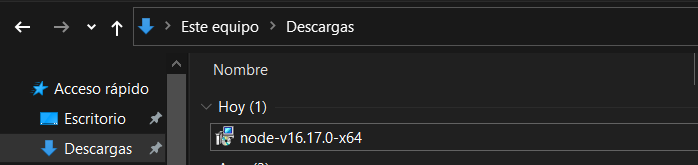 Este equipo > Descargas
Nombre
Acceso rápido
Hoy (1)
Escritorio
node-v16.17.0-x64
Descargas